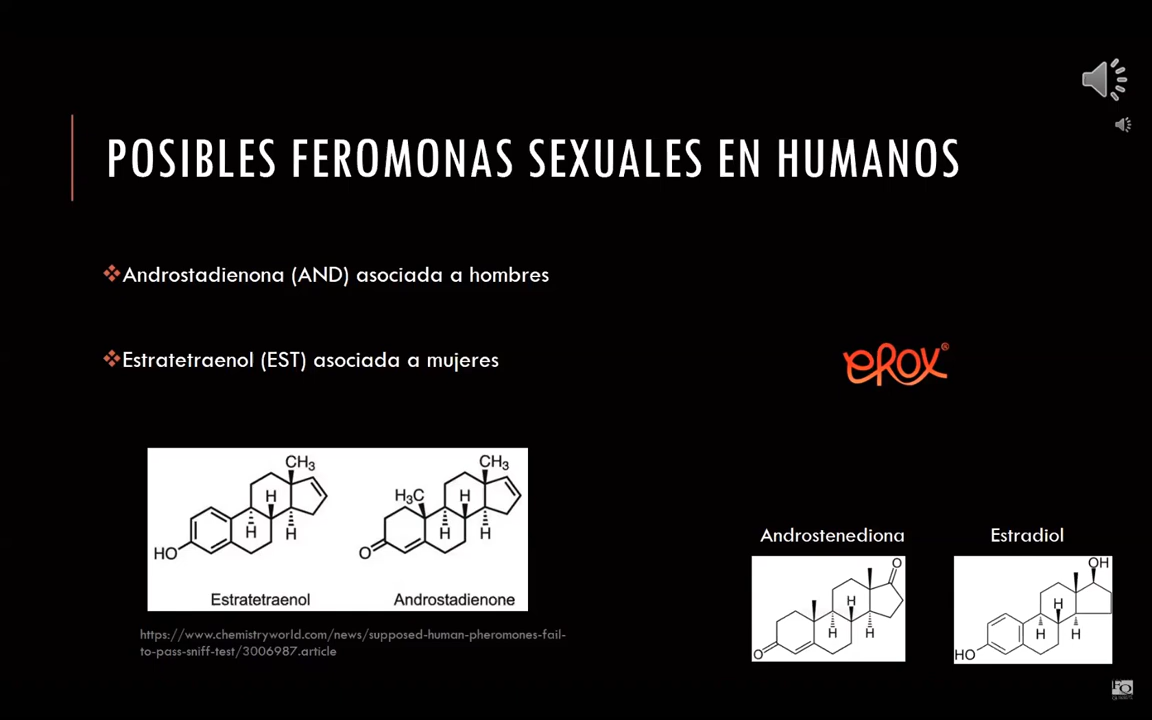 POSIBLES FEROMONAS SEXUALES EN HUMANOS
❖Androstadienona (AND) asociada a hombres
❖Estratetraenol (EST) asociada a mujeres
eRox®
CH₃
H
H
H
HO
Estratetraenol
CH₃
H₃C
H
H
H
O
Androstadienone
https://www.chemistryworld.com/news/supposed-human-pheromones-fail-
to-pass-sniff-test/3006987.article
Androstenediona
O
H
H
H
O
Estradiol
OH
H
H
H
HO